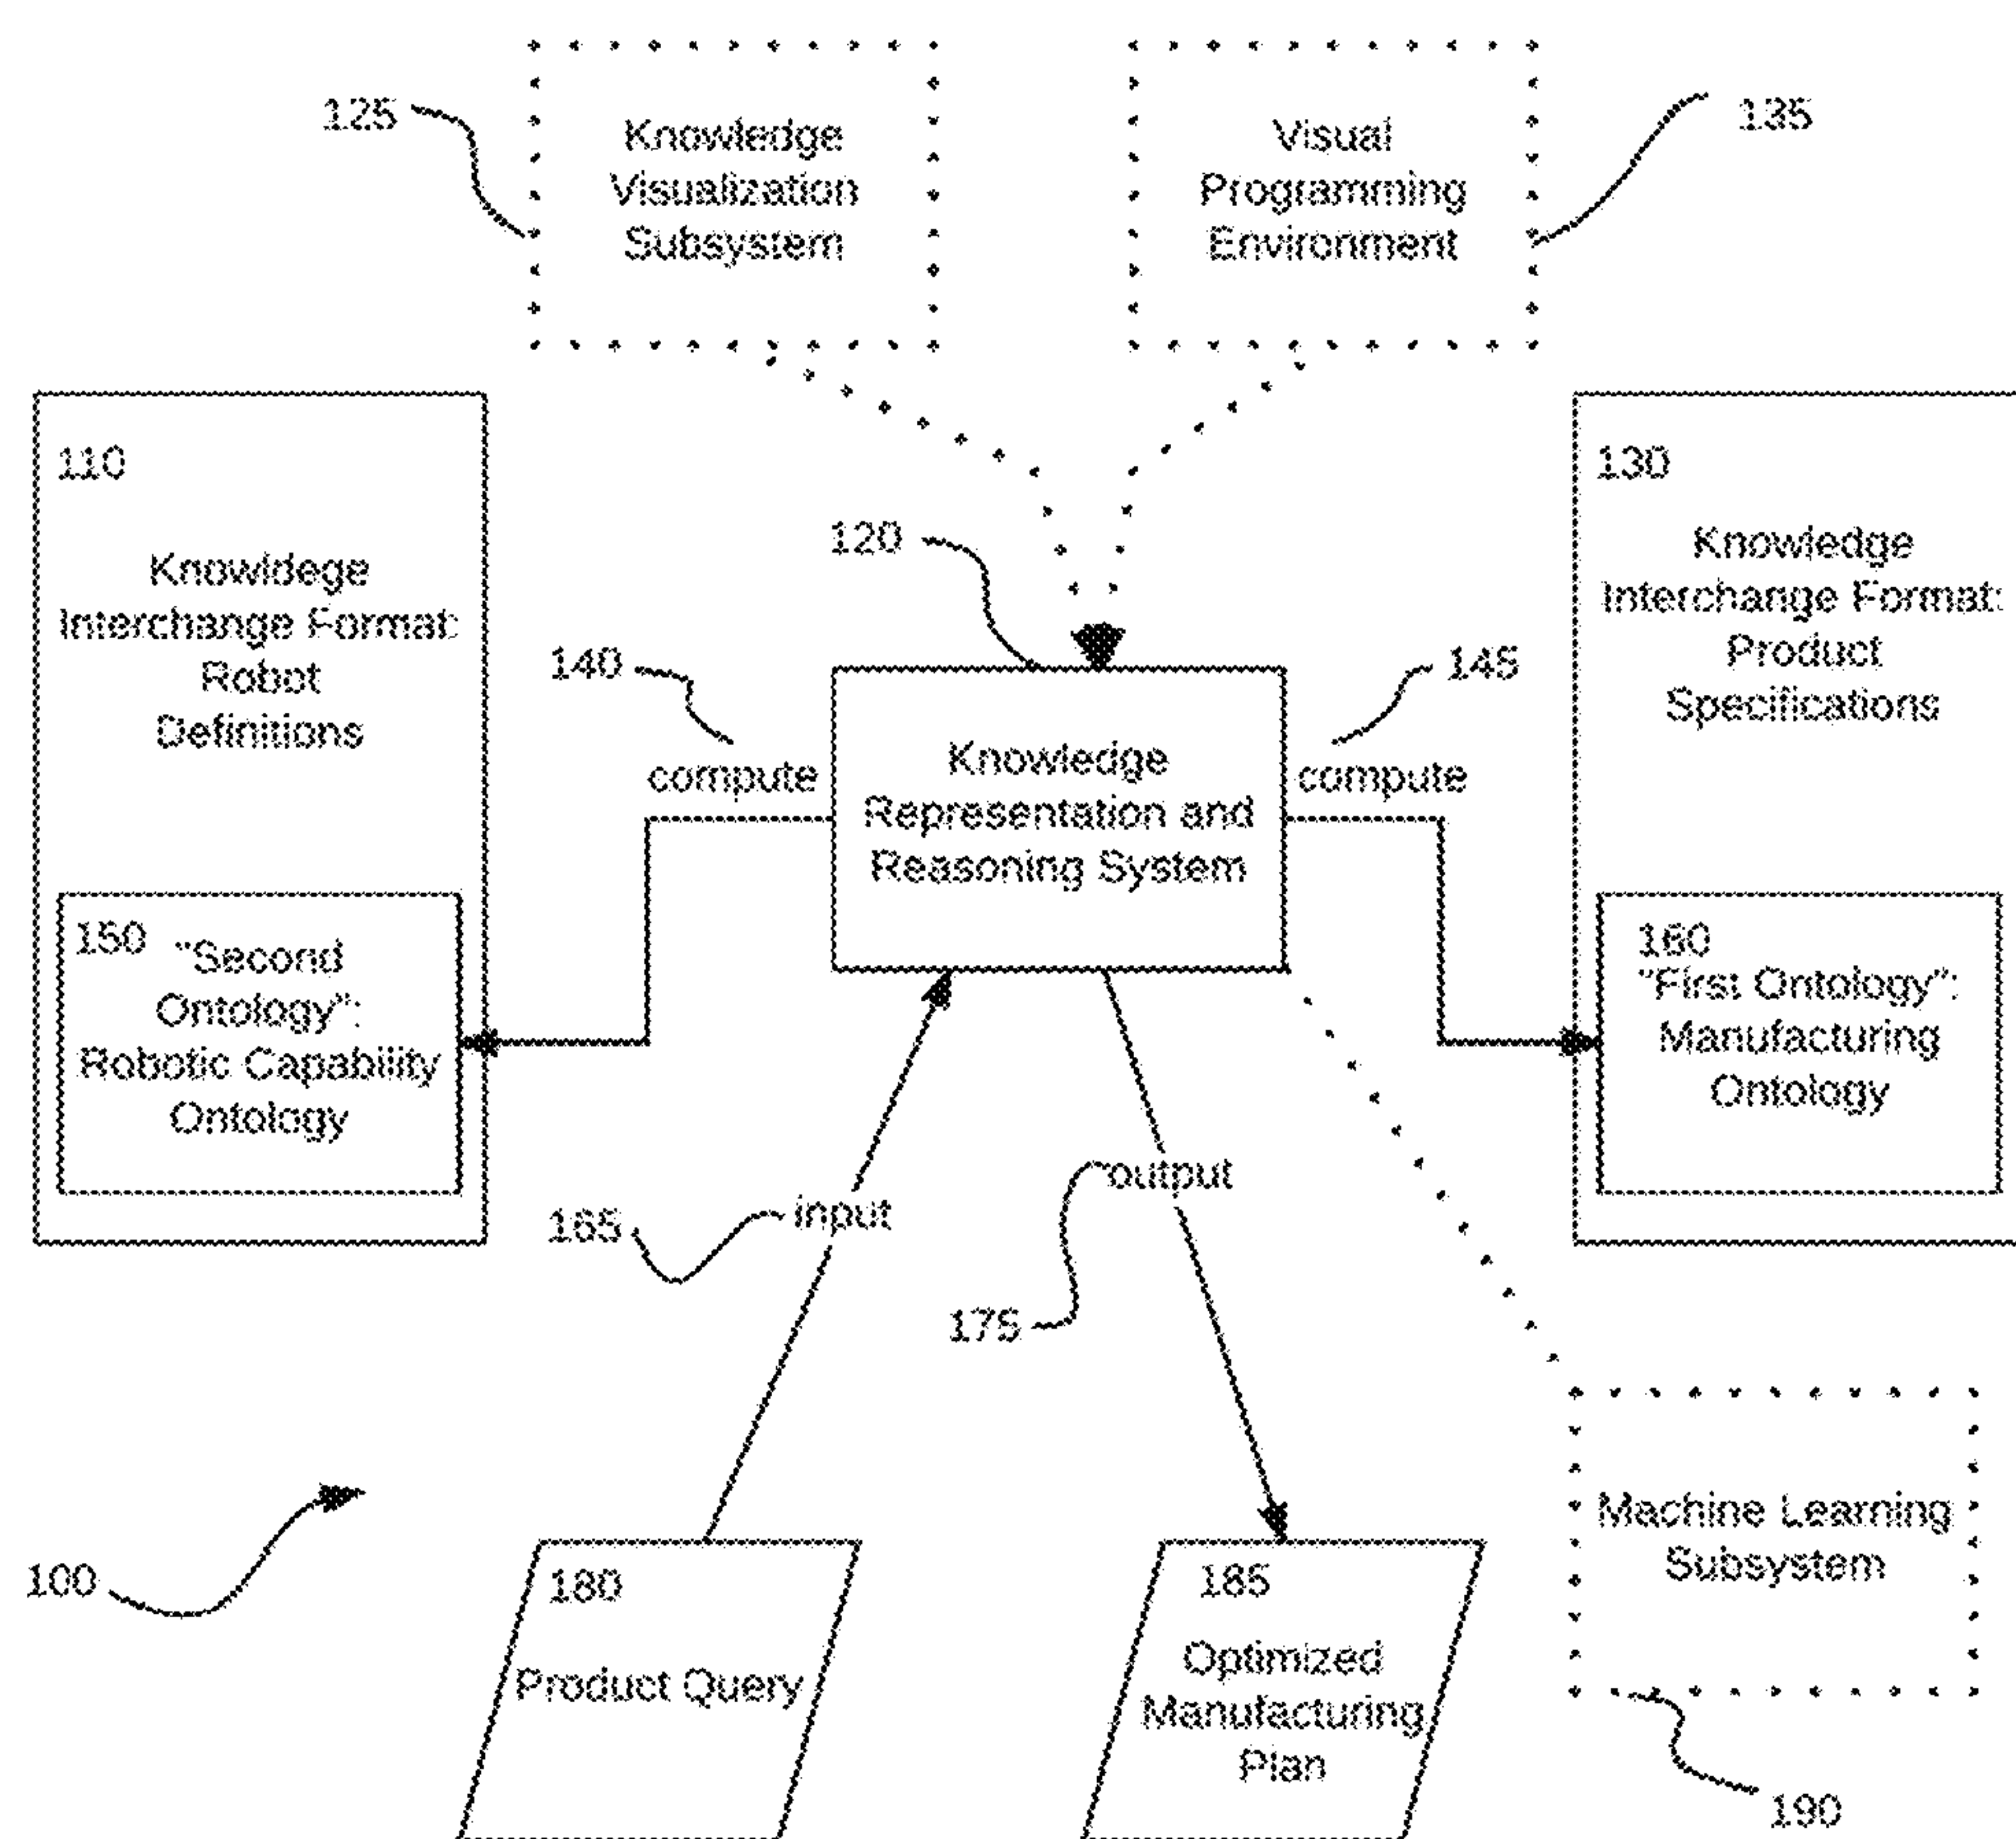 125
Knowledge
Visualization
Subsystem
Visual
Programming
Environment
135
110
Knowldege
Interchange Format:
Robot
Definitions
120
130
Knowledge
Interchange Format:
Product
Specifications
140
compute
Knowledge
Representation and
Reasoning System
145
compute
150
"Second
Ontology":
Robotic Capability
Ontology
160
"First Ontology":
Manufacturing
Ontology
165
input
output
175
100
180
Product Query
185
Optimized
Manufacturing
Plan
Machine Learning
Subsystem
190